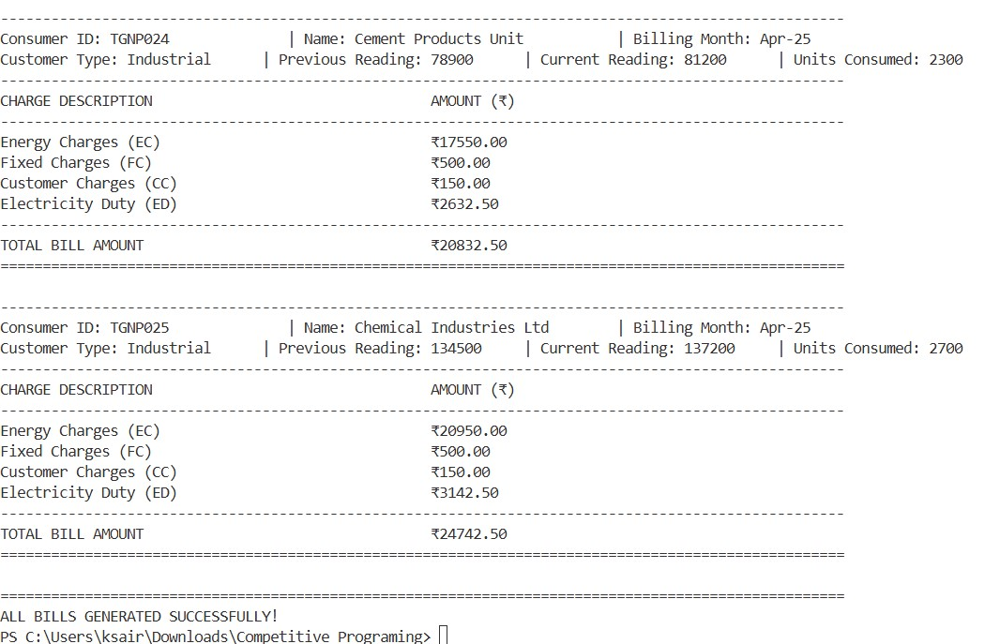 ----------------------------------------------------------------------------------------------------
Consumer ID: TGNP024              | Name: Cement Products Unit           | Billing Month: Apr-25
Customer Type: Industrial      | Previous Reading: 78900      | Current Reading: 81200      | Units Consumed: 2300
----------------------------------------------------------------------------------------------------
CHARGE DESCRIPTION                                 AMOUNT (₹)
----------------------------------------------------------------------------------------------------
Energy Charges (EC)                                ₹17550.00
Fixed Charges (FC)                                 ₹500.00
Customer Charges (CC)                              ₹150.00
Electricity Duty (ED)                              ₹2632.50
----------------------------------------------------------------------------------------------------
TOTAL BILL AMOUNT                                  ₹20832.50
====================================================================================================
----------------------------------------------------------------------------------------------------
Consumer ID: TGNP025              | Name: Chemical Industries Ltd        | Billing Month: Apr-25
Customer Type: Industrial      | Previous Reading: 134500     | Current Reading: 137200     | Units Consumed: 2700
----------------------------------------------------------------------------------------------------
CHARGE DESCRIPTION                                 AMOUNT (₹)
----------------------------------------------------------------------------------------------------
Energy Charges (EC)                                ₹20950.00
Fixed Charges (FC)                                 ₹500.00
Customer Charges (CC)                              ₹150.00
Electricity Duty (ED)                              ₹3142.50
----------------------------------------------------------------------------------------------------
TOTAL BILL AMOUNT                                  ₹24742.50
====================================================================================================
====================================================================================================
ALL BILLS GENERATED SUCCESSFULLY!
PS C:\Users\ksair\Downloads\Competitive Programing>